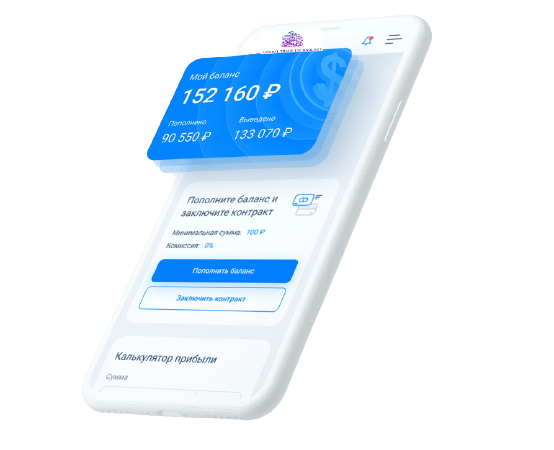 Мой баланс
152 160 ₽
Пополнено
Выведено
90 550 ₽
133 070 ₽
Пополните баланс и
заключите контракт
Минимальная сумма: 100 ₽
Комиссия: 0%
Пополнить баланс
Заключить контракт
Калькулятор прибыли
Сумма